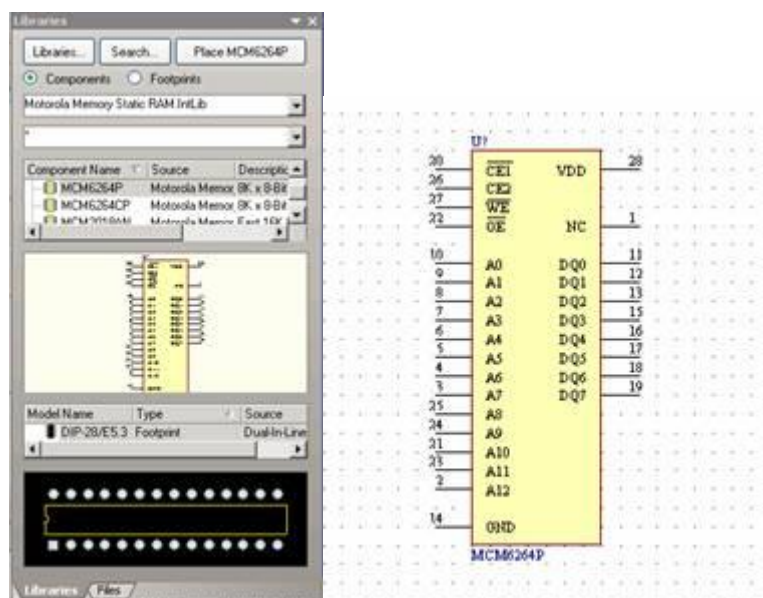 Libraries
Libraries... Search... Place MCM6264P
Components Footprints
Motorola Memory Static RAM.IntLib
*
Component Name Source Descriptic
MCM6264P Motorola Memor 8K x 8-Bit
MCM6264CP Motorola Memor 8K x 8-Bit
Model Name Type Source
DIP-28/E5.3 Footprint Dual-In-Line
Libraries Files
U?
20 CE1 VDD 28
26 CE2
27 WE
22 OE NC 1
10 A0 DQ0 11
9 A1 DQ1 12
8 A2 DQ2 13
7 A3 DQ3 15
6 A4 DQ4 16
5 A5 DQ5 17
4 A6 DQ6 18
3 A7 DQ7 19
25 A8
24 A9
21 A10
23 A11
2 A12
14 GND
MCM6264P